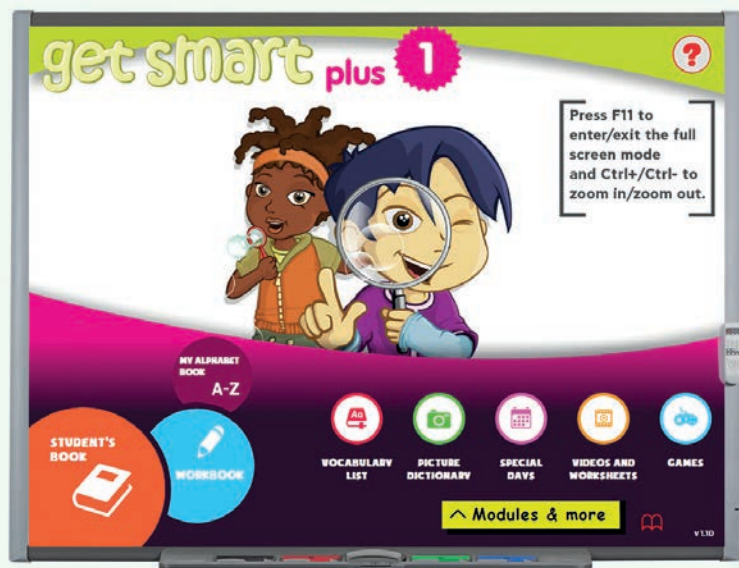 get smart plus 1
?
Press F11 to
enter/exit the full
screen mode
and Ctrl+/Ctrl- to
zoom in/zoom out.
MY ALPHABET
BOOK
A-Z
STUDENT'S
BOOK
WORKBOOK
Aa
VOCABULARY
LIST
PICTURE
DICTIONARY
SPECIAL
DAYS
VIDEOS AND
WORKSHEETS
GAMES
^ Modules & more
v 1.10